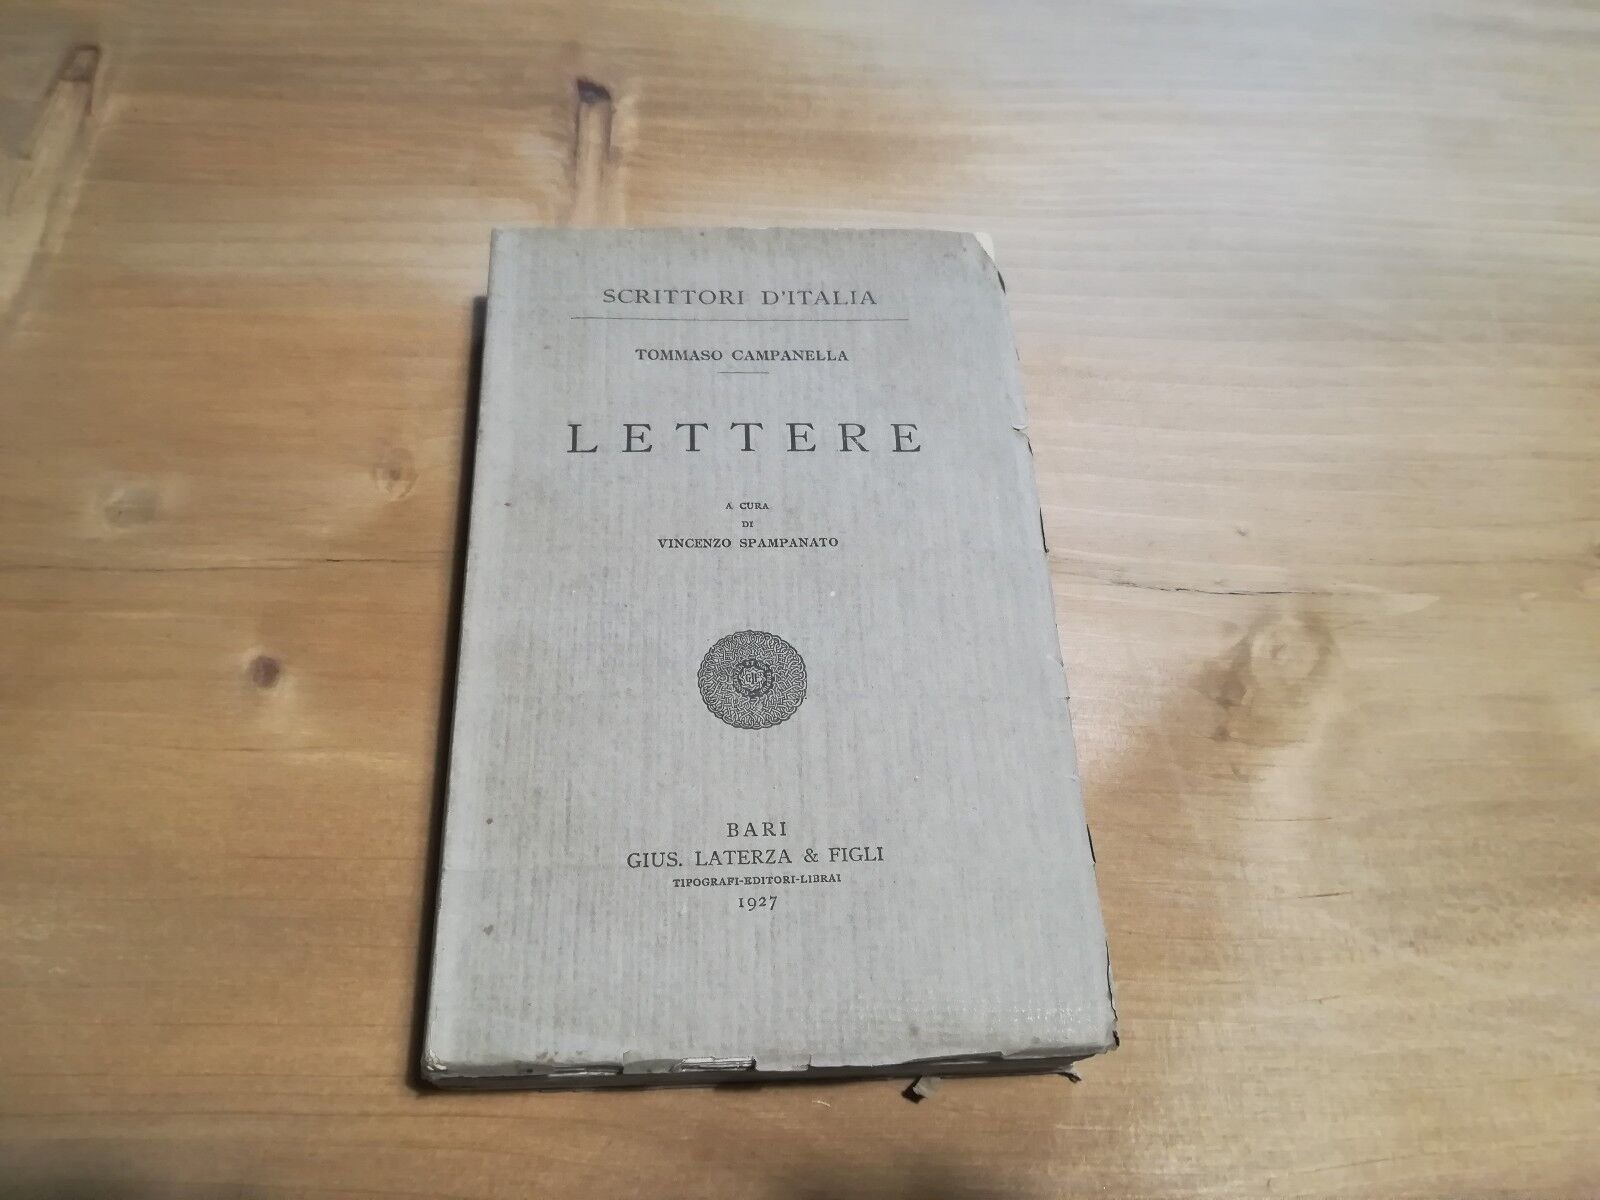 SCRITTORI D'ITALIA
TOMMASO CAMPANELLA
LETTERE
A CURA
DI
VINCENZO SPAMPANATO
BARI
GIUS. LATERZA & FIGLI
TIPOGRAFI-EDITORI-LIBRAI
1927